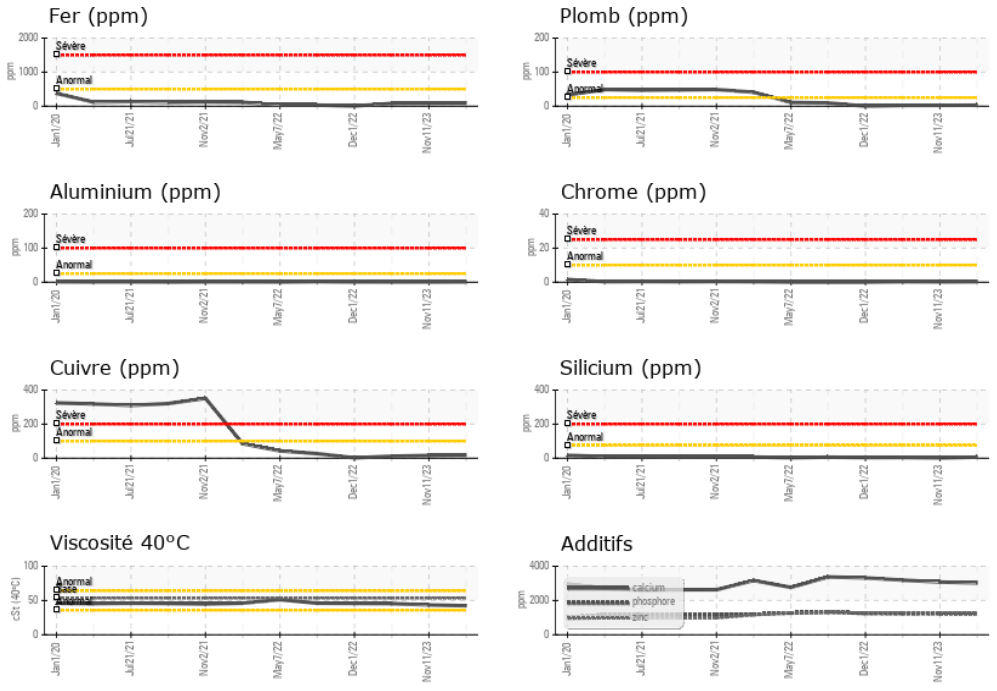 Fer (ppm)
2000
Sévère
1000
Anormal
0
ppm
Jan1/20
Jul21/21
Nov2/21
May7/22
Dec1/22
Nov11/23
Plomb (ppm)
200
Sévère
100
Anormal
0
ppm
Jan1/20
Jul21/21
Nov2/21
May7/22
Dec1/22
Nov11/23
Aluminium (ppm)
200
Sévère
100
Anormal
0
ppm
Jan1/20
Jul21/21
Nov2/21
May7/22
Dec1/22
Nov11/23
Chrome (ppm)
40
Sévère
20
Anormal
0
ppm
Jan1/20
Jul21/21
Nov2/21
May7/22
Dec1/22
Nov11/23
Cuivre (ppm)
400
Sévère
200
Anormal
0
ppm
Jan1/20
Jul21/21
Nov2/21
May7/22
Dec1/22
Nov11/23
Silicium (ppm)
400
Sévère
200
Anormal
0
ppm
Jan1/20
Jul21/21
Nov2/21
May7/22
Dec1/22
Nov11/23
Viscosité 40°C
100
Anormal
Base
50
Anormal
0
cSt (40°C)
Jan1/20
Jul21/21
Nov2/21
May7/22
Dec1/22
Nov11/23
Additifs
4000
calcium
2000
phosphore
zinc
0
ppm
Jan1/20
Jul21/21
Nov2/21
May7/22
Dec1/22
Nov11/23